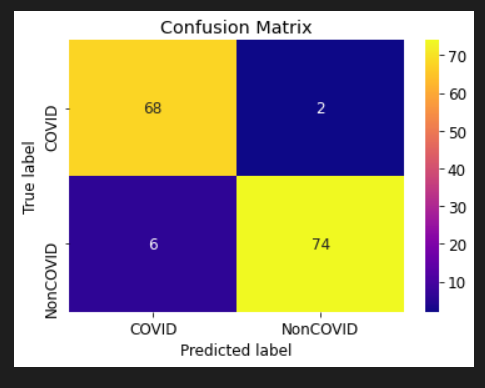 Confusion Matrix
True label
COVID
NonCOVID
68
2
6
74
COVID
NonCOVID
Predicted label
70
60
50
40
30
20
10